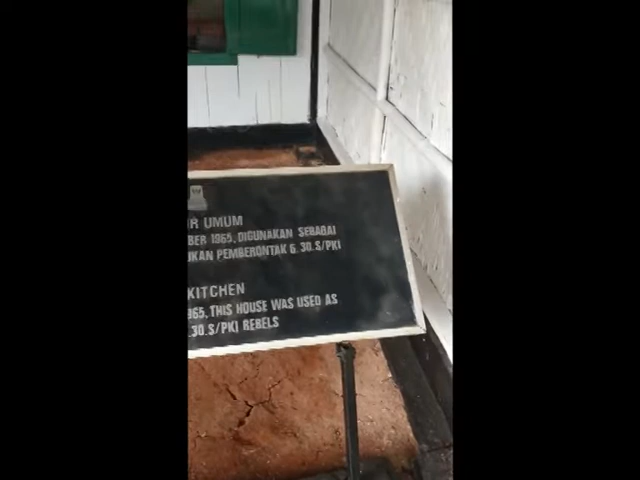 R UMUM
BER 1965, DIGUNAKAN SEBAGAI
UKAN PEMBERONTAK G.30.S/PKI
KITCHEN
965, THIS HOUSE WAS USED AS
.30.S/PKI REBELS